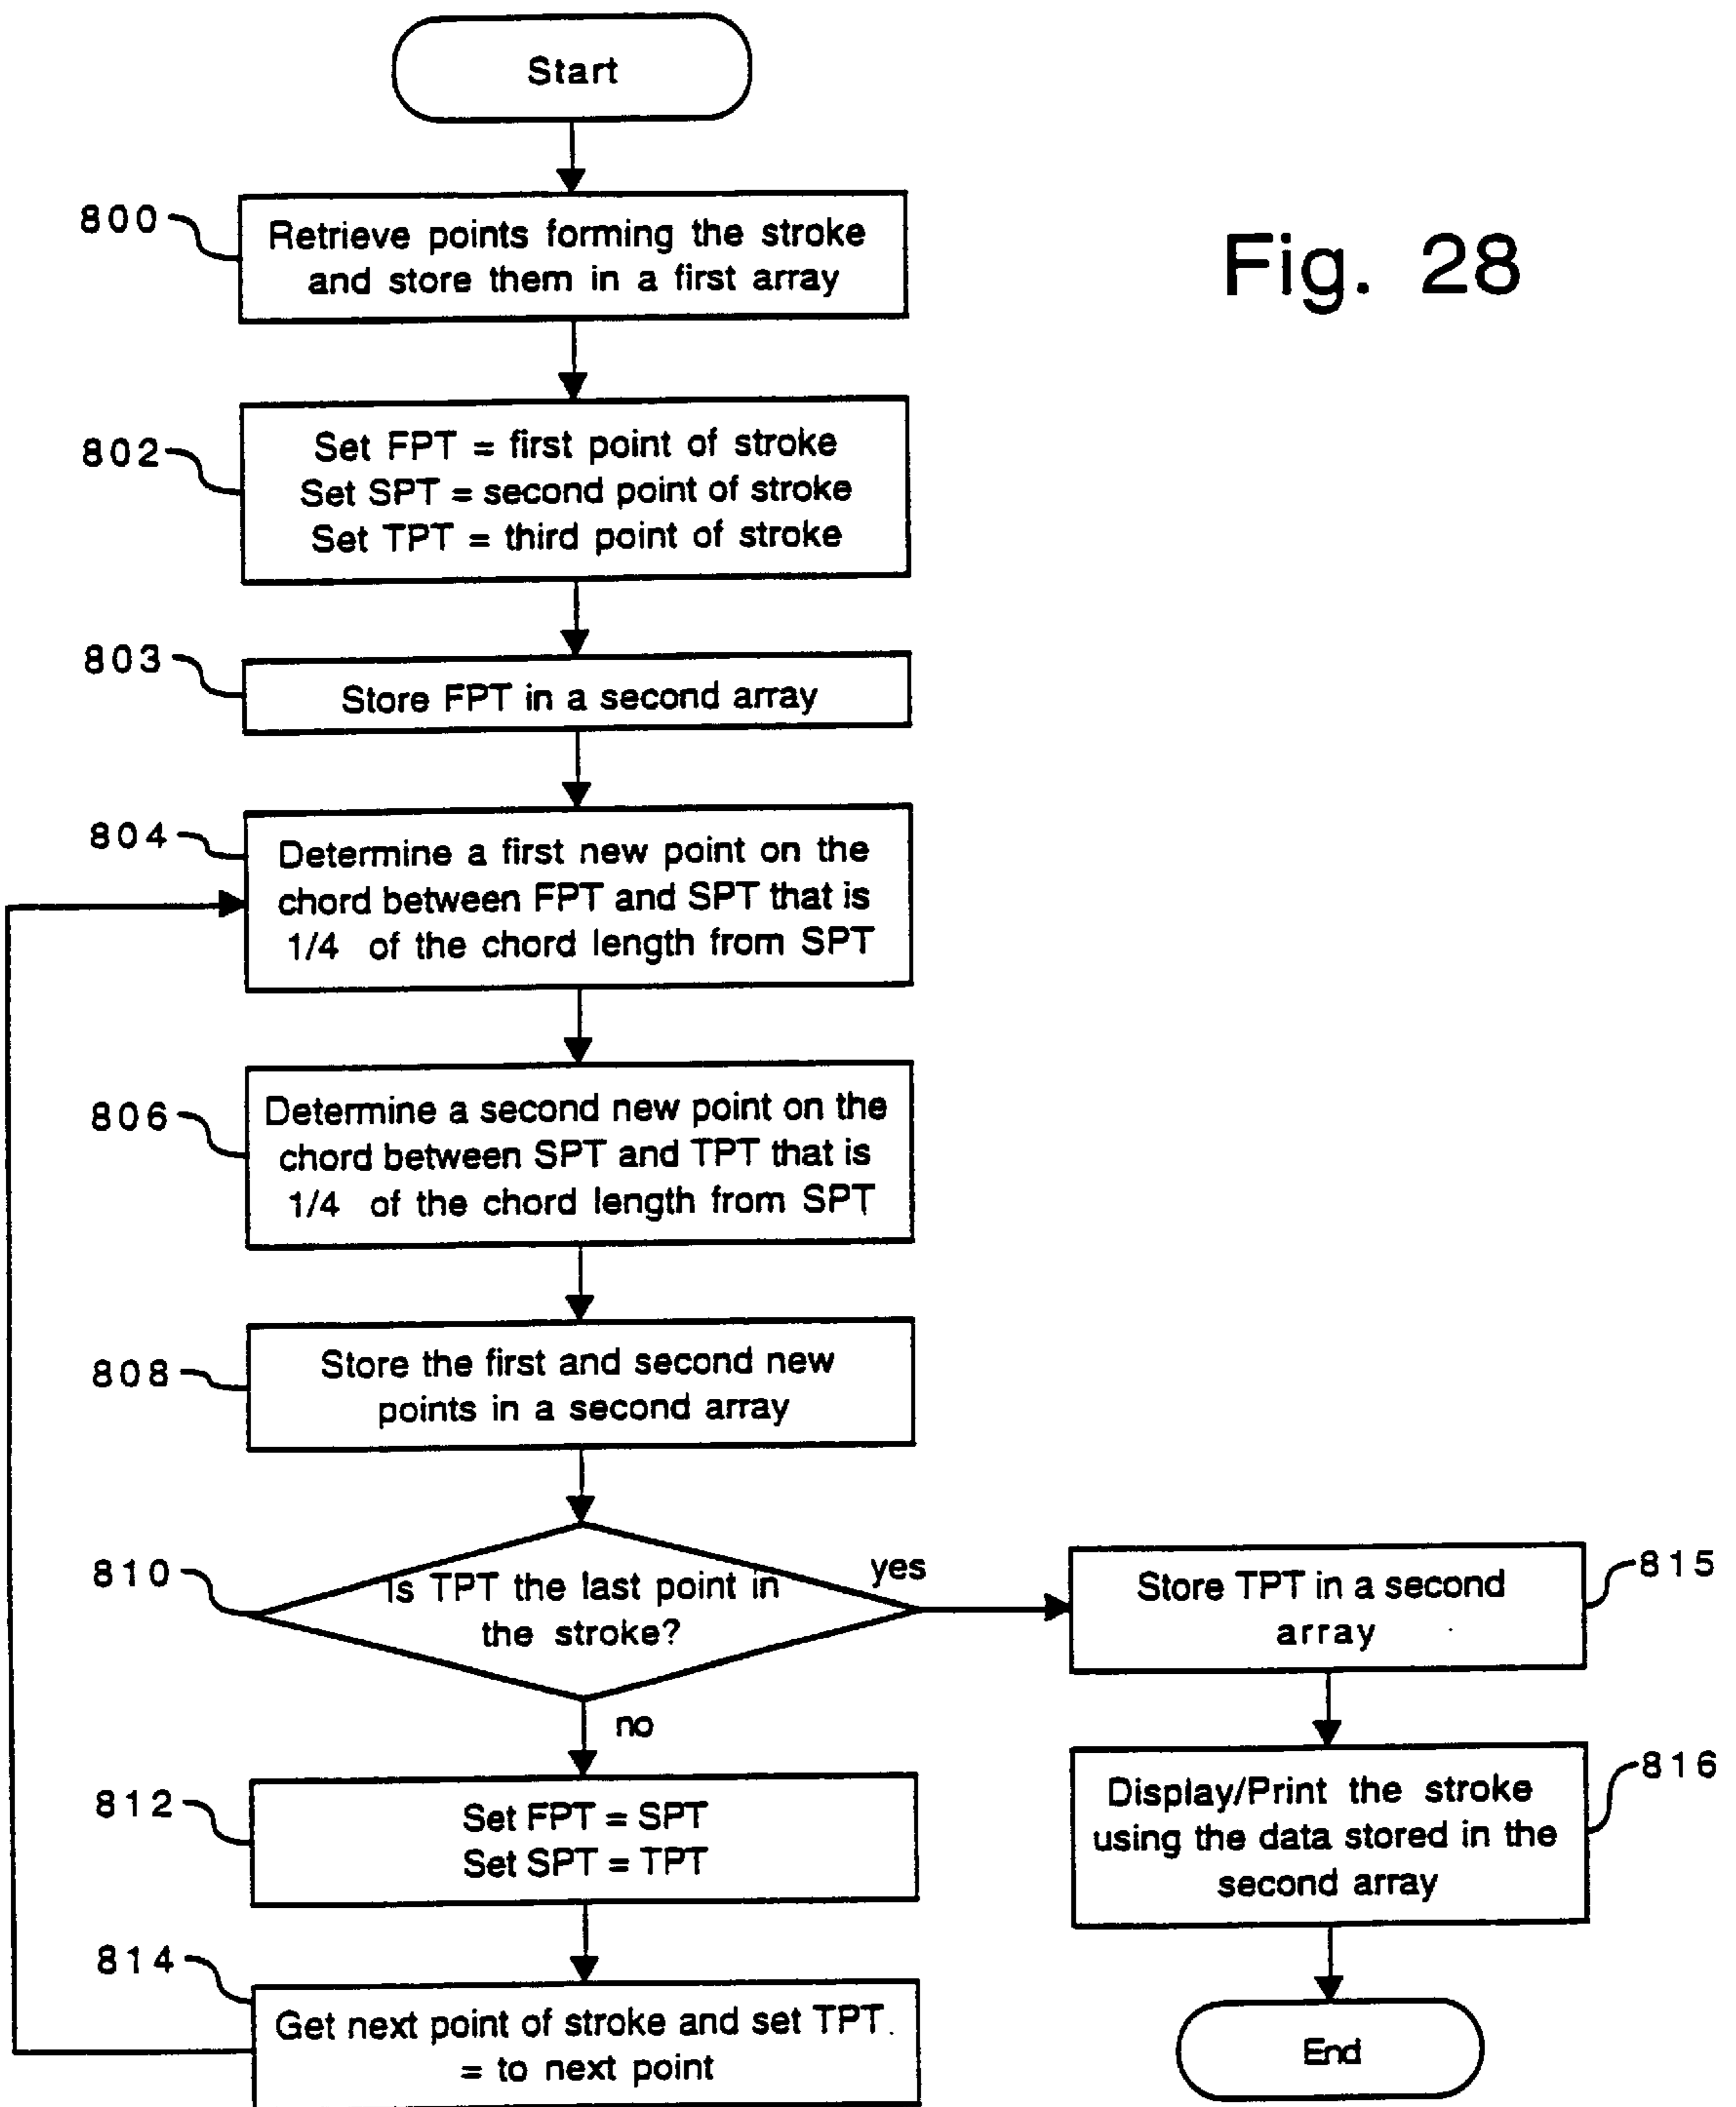 Start
Fig. 28
800
Retrieve points forming the stroke
and store them in a first array
802
Set FPT = first point of stroke
Set SPT = second point of stroke
Set TPT = third point of stroke
803
Store FPT in a second array
804
Determine a first new point on the
chord between FPT and SPT that is
1/4 of the chord length from SPT
806
Determine a second new point on the
chord between SPT and TPT that is
1/4 of the chord length from SPT
808
Store the first and second new
points in a second array
810
Is TPT the last point in
the stroke?
yes
815
Store TPT in a second
array
no
816
Display/Print the stroke
using the data stored in the
second array
812
Set FPT = SPT
Set SPT = TPT
814
Get next point of stroke and set TPT.
= to next point
End